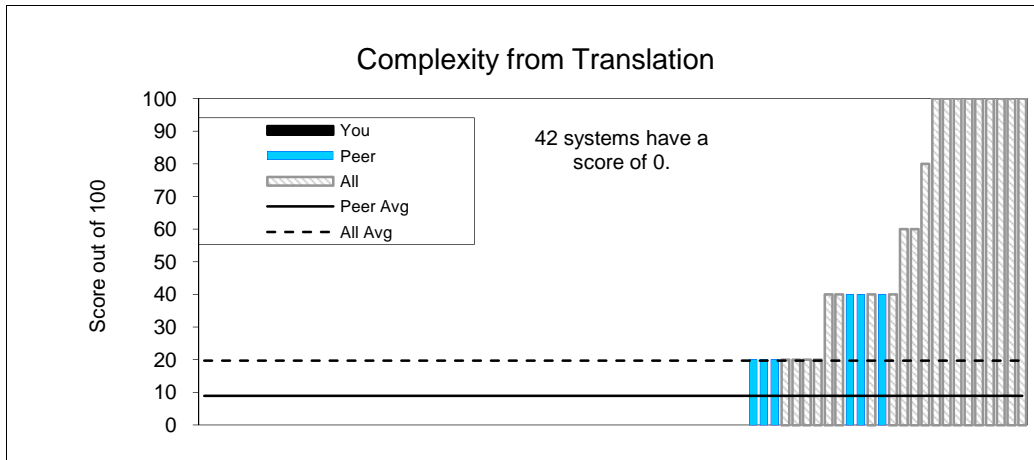 Complexity from Translation
100
90
80
70
60
50
40
30
20
10
0
Score out of 100
You
Peer
All
Peer Avg
All Avg
42 systems have a
score of 0.